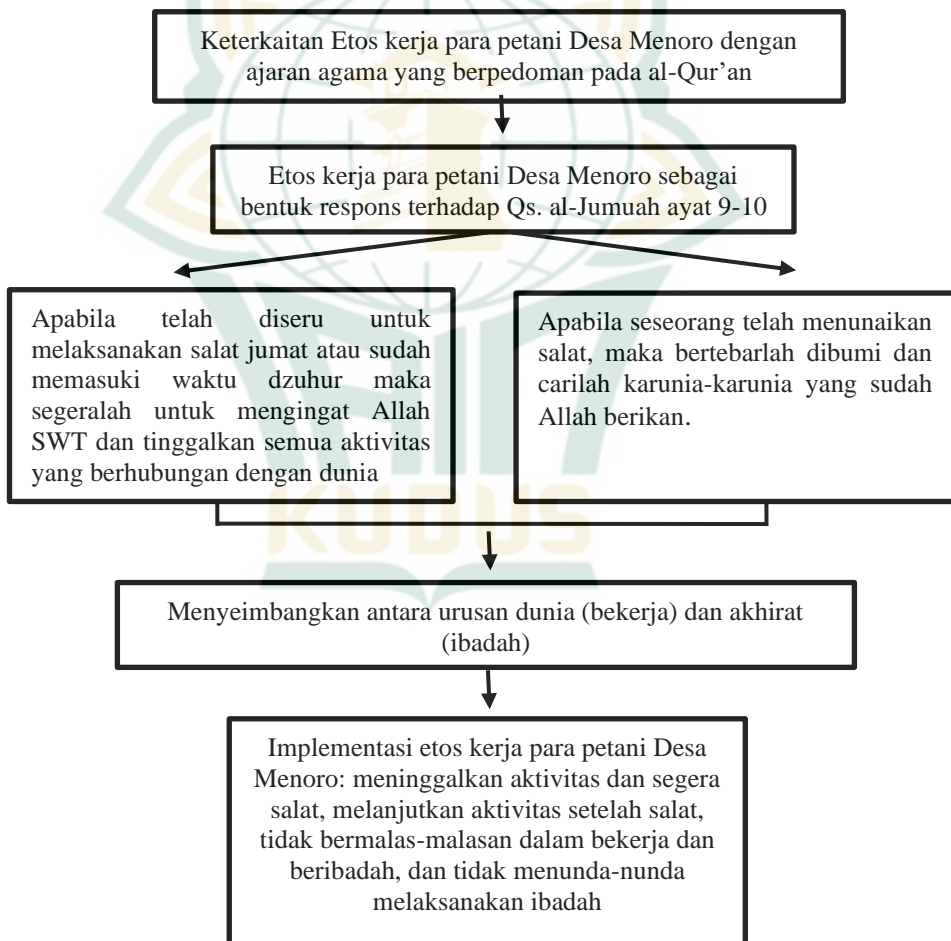 Keterkaitan Etos kerja para petani Desa Menoro dengan
ajaran agama yang berpedoman pada al-Qur’an
Etos kerja para petani Desa Menoro sebagai
bentuk respons terhadap Qs. al-Jumuah ayat 9-10
Apabila telah diseru untuk
melaksanakan salat jumat atau sudah
memasuki waktu dzuhur maka
segeralah untuk mengingat Allah
SWT dan tinggalkan semua aktivitas
yang berhubungan dengan dunia
Apabila seseorang telah menunaikan
salat, maka bertebarlah dibumi dan
carilah karunia-karunia yang sudah
Allah berikan.
KUDUS
Menyeimbangkan antara urusan dunia (bekerja) dan akhirat
(ibadah)
Implementasi etos kerja para petani Desa
Menoro: meninggalkan aktivitas dan segera
salat, melanjutkan aktivitas setelah salat,
tidak bermalas-malasan dalam bekerja dan
beribadah, dan tidak menunda-nunda
melaksanakan ibadah